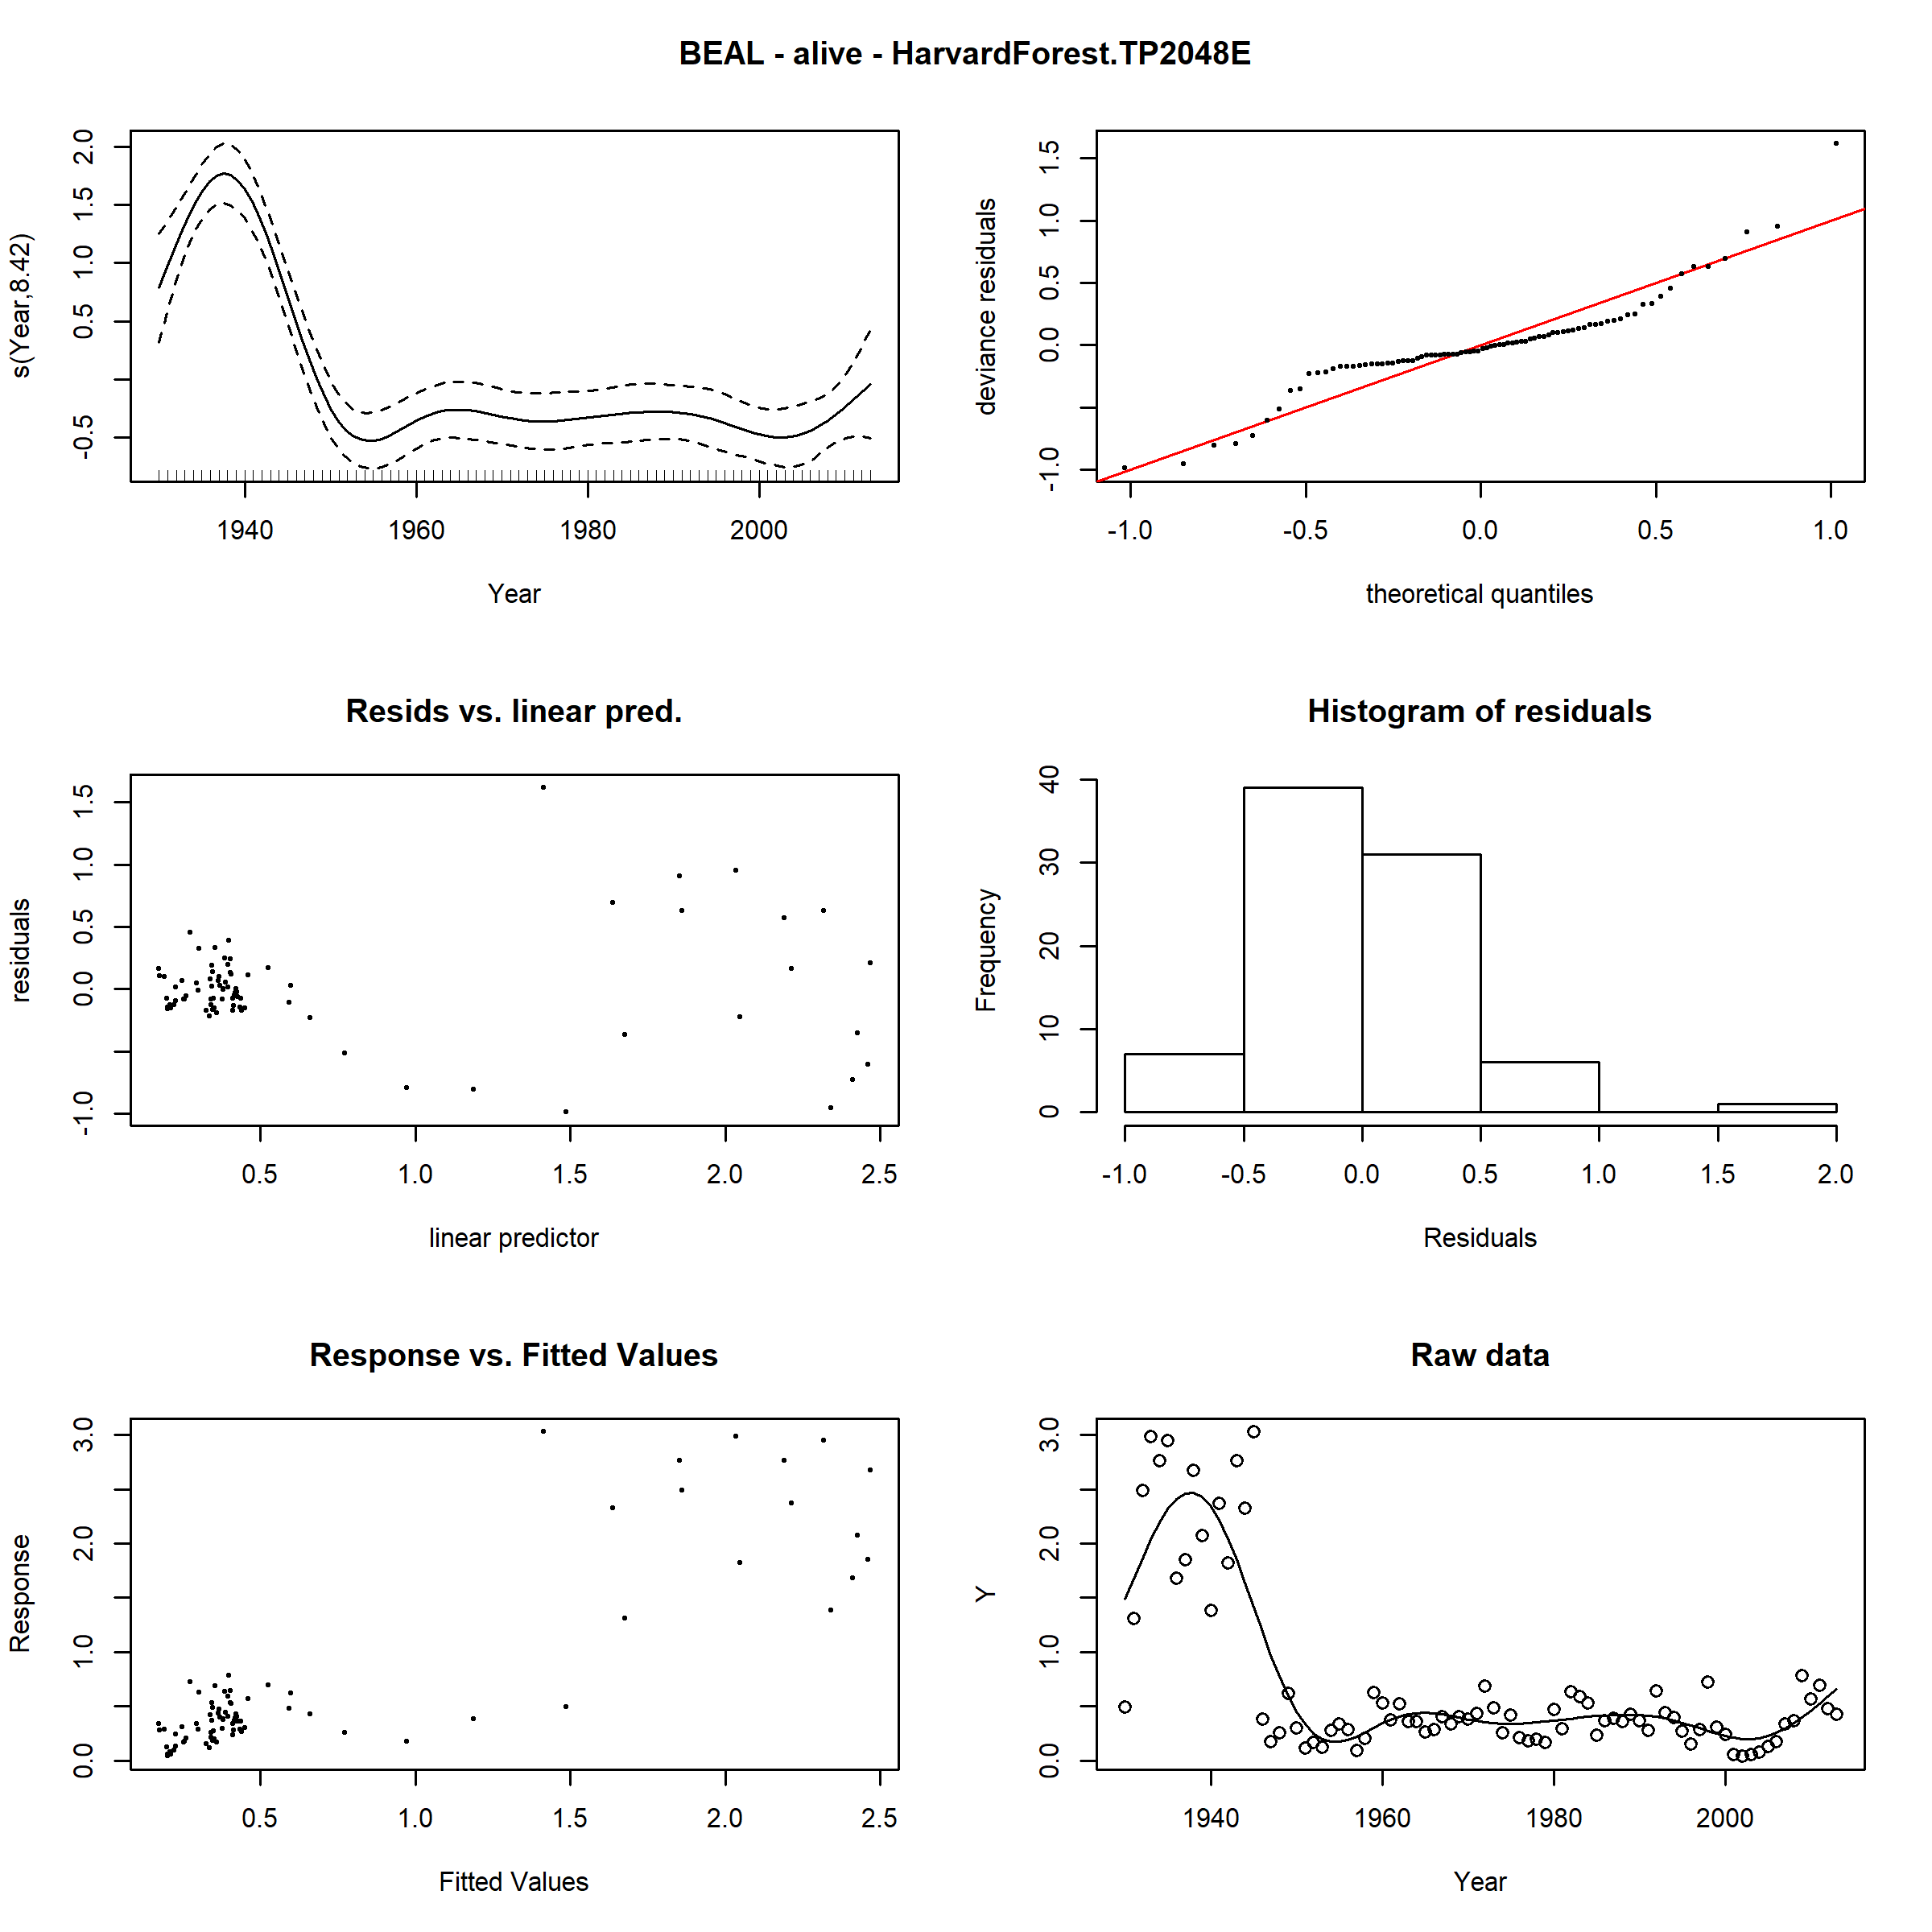 BEAL - alive - HarvardForest.TP2048E
s(Year,8.42)
2.0
1.5
1.0
0.5
-0.5
1940 1960 1980 2000
Year
deviance residuals
1.5
1.0
0.5
0.0
-1.0
-1.0 -0.5 0.0 0.5 1.0
theoretical quantiles
Resids vs. linear pred.
residuals
1.5
1.0
0.5
0.0
-1.0
0.5 1.0 1.5 2.0 2.5
linear predictor
Histogram of residuals
Frequency
40
30
20
10
0
-1.0 -0.5 0.0 0.5 1.0 1.5 2.0
Residuals
Response vs. Fitted Values
Response
3.0
2.0
1.0
0.0
0.5 1.0 1.5 2.0 2.5
Fitted Values
Raw data
Y
3.0
2.0
1.0
0.0
1940 1960 1980 2000
Year